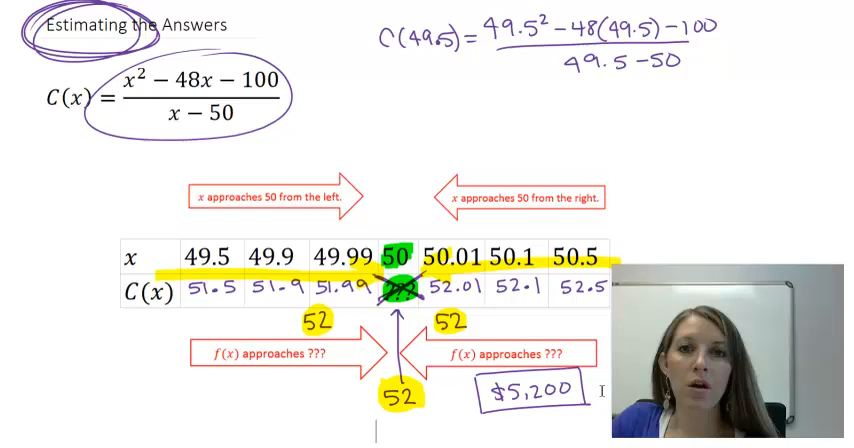 Estimating the Answers
C(49.5) = 49.5² – 48(49.5) – 100
49.5 – 50
C(x) = x² − 48x − 100
x − 50
x approaches 50 from the left.
x approaches 50 from the right.
x 49.5 49.9 49.99 50 50.01 50.1 50.5
C(x) 51.5 51.9 51.99 ??? 52.01 52.1 52.5
52 52
f(x) approaches ???
f(x) approaches ???
52
$5,200